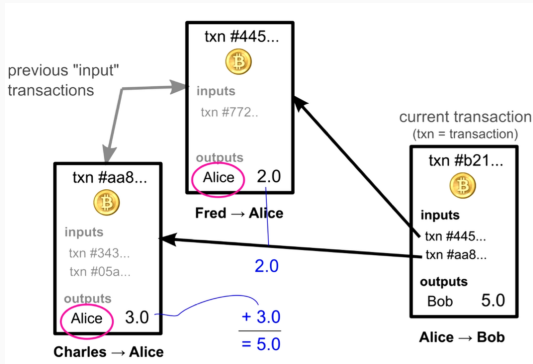 previous "input"
transactions
txn #445...
inputs
txn #772..
outputs
Alice 2.0
Fred → Alice
txn #aa8...
inputs
txn #343...
txn #05a...
outputs
Alice 3.0
Charles → Alice
2.0
+ 3.0
= 5.0
current transaction
(txn = transaction)
txn #b21...
inputs
txn #445...
txn #aa8...
outputs
Bob 5.0
Alice → Bob